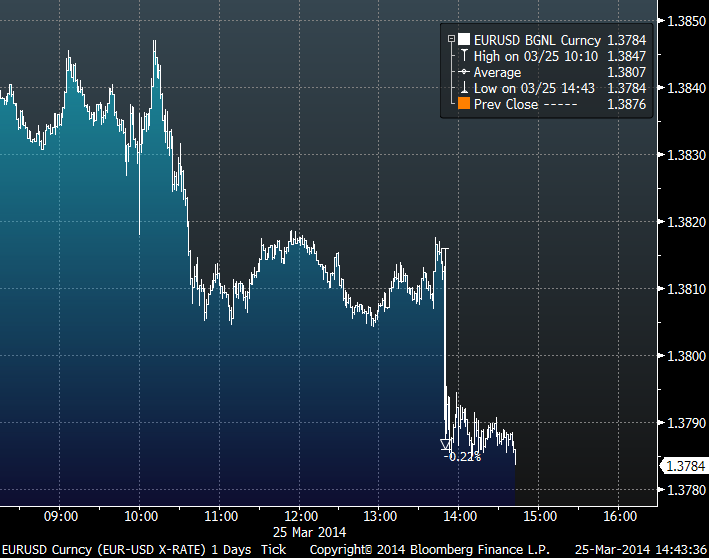 1.3850
EURUSD BGNL Curncy 1.3784
High on 03/25 10:10 1.3847
Average 1.3807
Low on 03/25 14:43 1.3784
Prev Close ----- 1.3876
1.3840
1.3830
1.3820
1.3810
1.3800
1.3790
-0.22%
1.3784
1.3780
09:00 10:00 11:00 12:00 13:00 14:00 15:00 16:00
25 Mar 2014
EURUSD Curncy (EUR-USD X-RATE) 1 Days Tick Copyright© 2014 Bloomberg Finance L.P. 25-Mar-2014 14:43:36